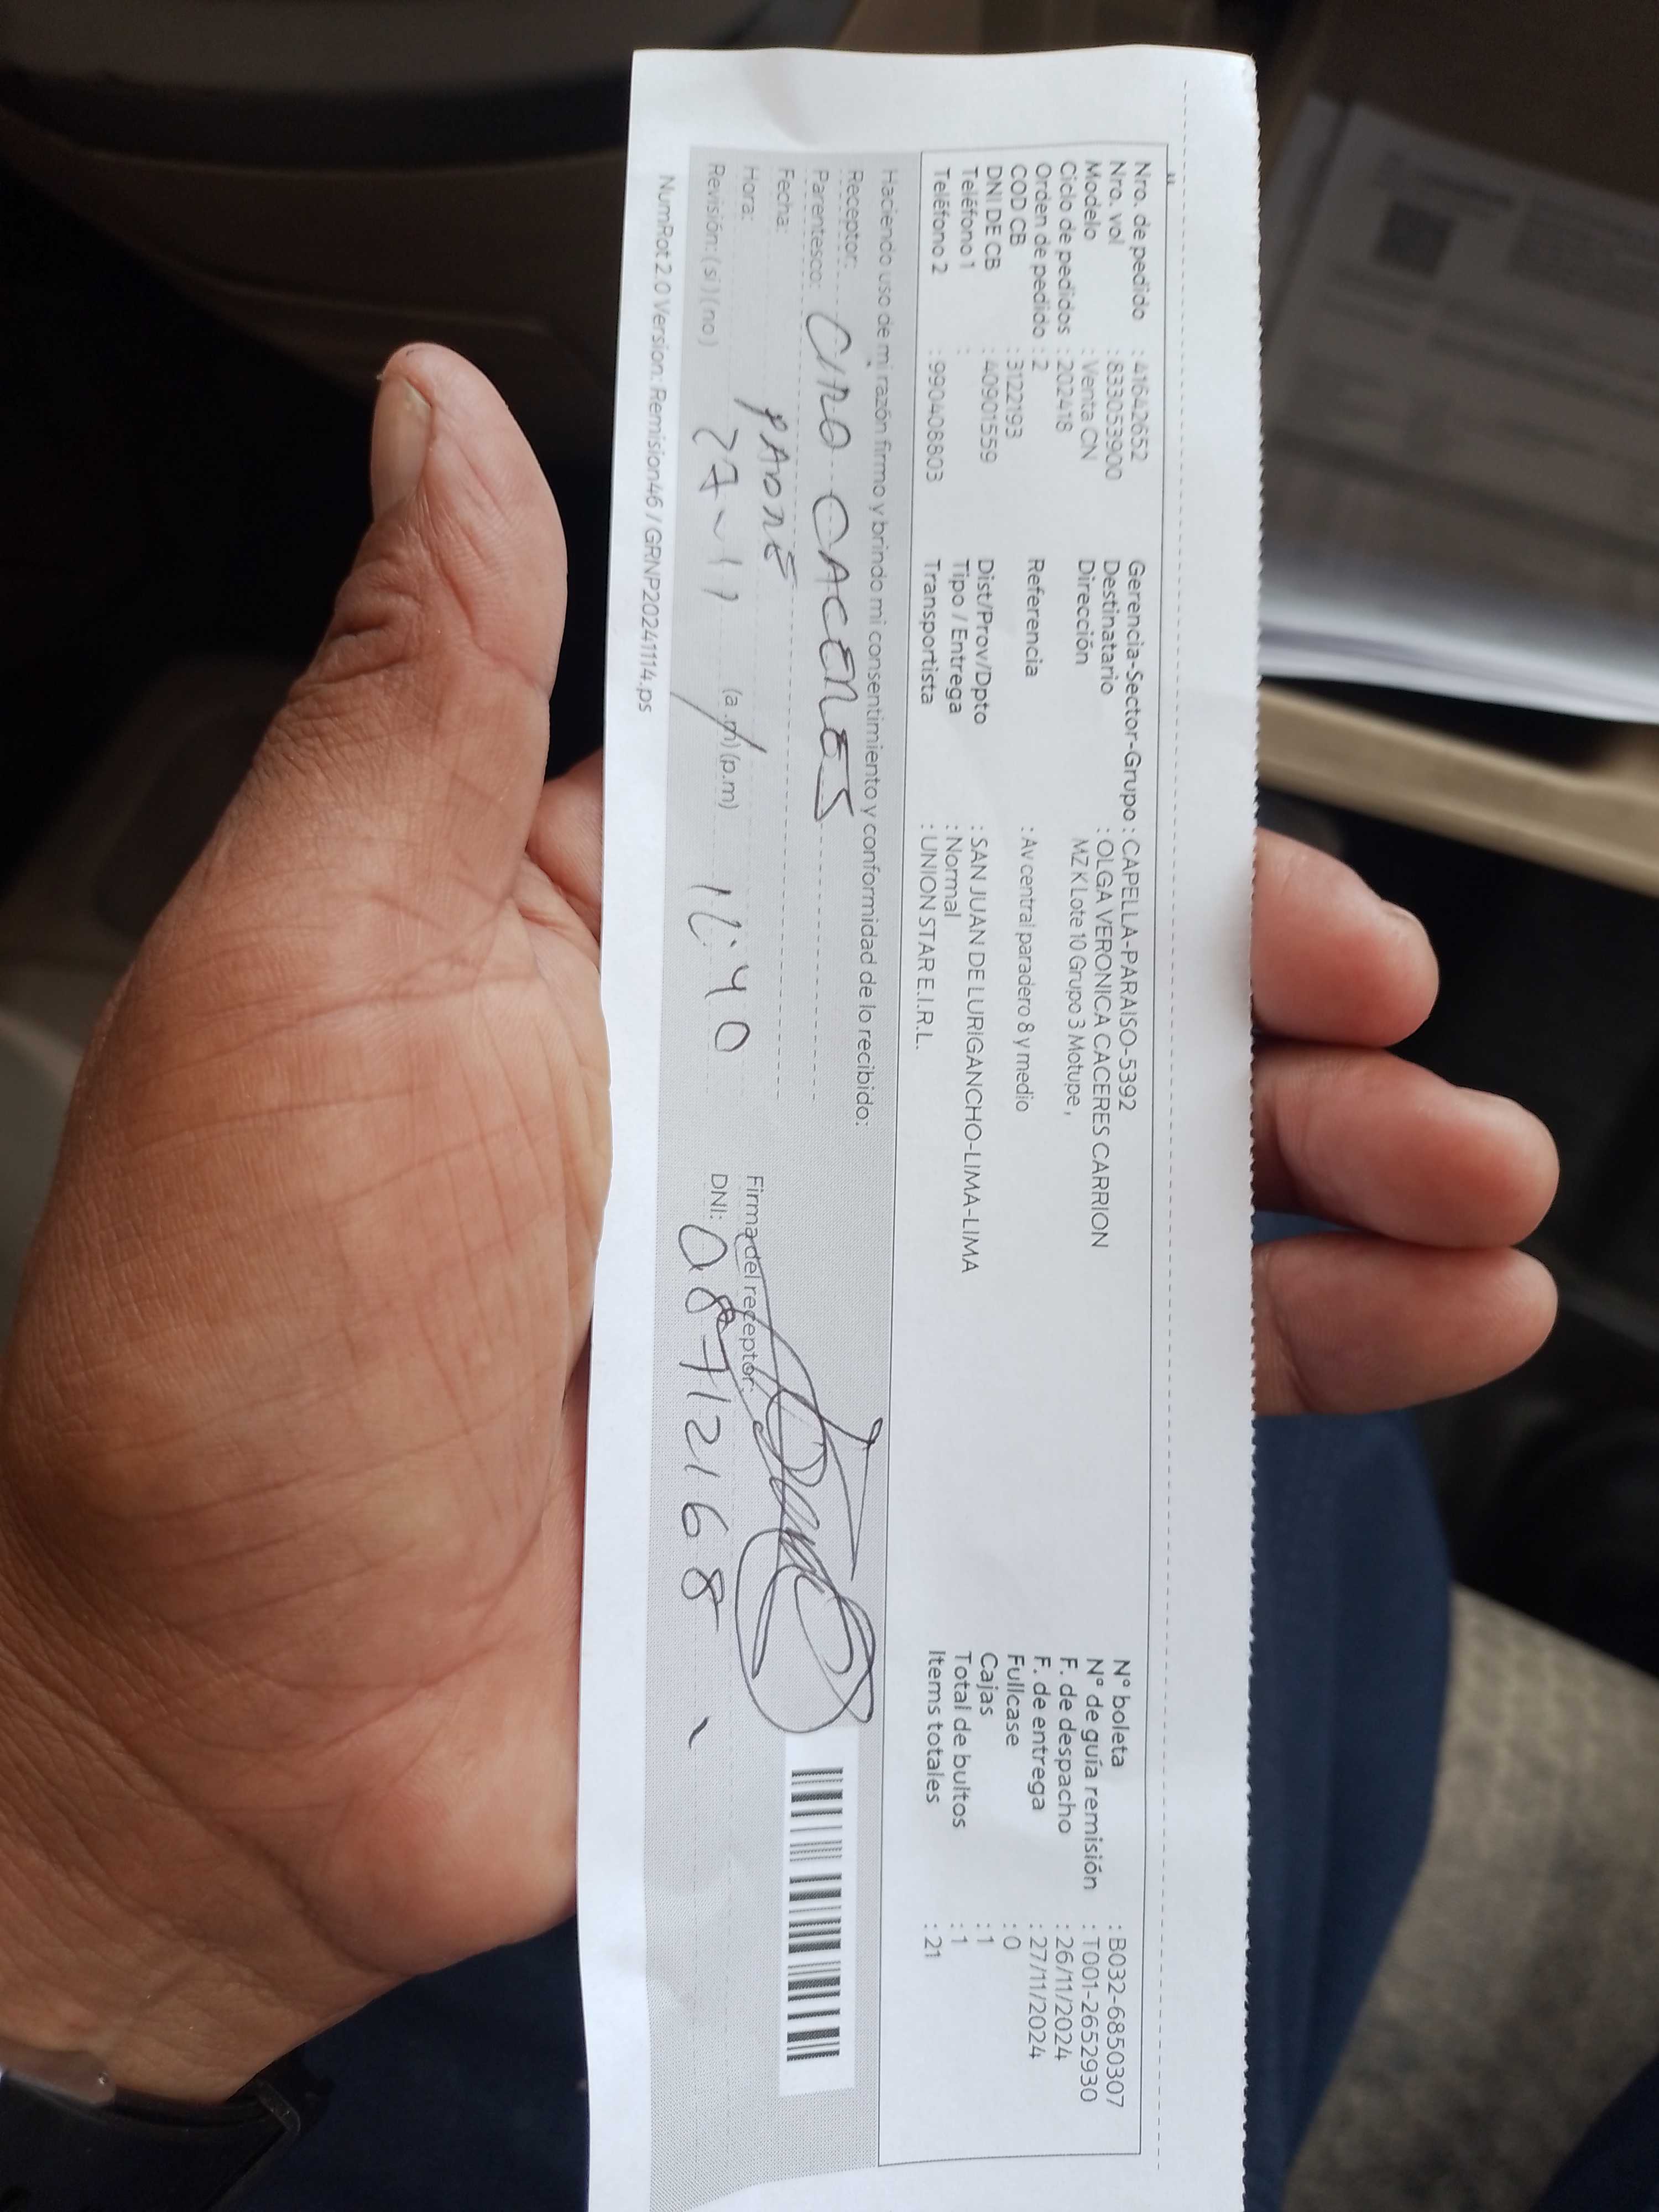 Nro. de pedido : 41642652
Nro. vol : 833053900
Modelo : Venta CN
Ciclo de pedidos : 202418
Orden de pedido : 2
COD CB : 3122193
DNI DE CB : 40901559
Teléfono 1 :
Teléfono 2 : 990408803
Gerencia-Sector-Grupo : CAPELLA-PARAISO-5392
Destinatario : OLGA VERONICA CACERES CARRION
Dirección MZ K Lote 10 Grupo 3 Motupe ,
Referencia : Av central paradero 8 y medio
Dist/Prov/Dpto : SAN JUAN DE LURIGANCHO-LIMA-LIMA
Tipo / Entrega : Normal
Transportista : UNION STAR E.I.R.L.
N° boleta : B032-6850307
N° de guía remisión : T001-2652930
F. de despacho : 26/11/2024
F. de entrega : 27/11/2024
Fullcase : 0
Cajas : 1
Total de bultos : 1
Items totales : 21
Haciendo uso de mi razón firmo y brindo mi consentimiento y conformidad de lo recibido:
Receptor: CIRO CACERES
Parentesco: PADRE
Fecha: 27-11
Hora: (a.m) (p.m) :40
Revisión: ( si ) ( no )
Firma del receptor:
DNI: 08712168
NumRot 2.0 Version: Remision46 / GRNP20241114.ps